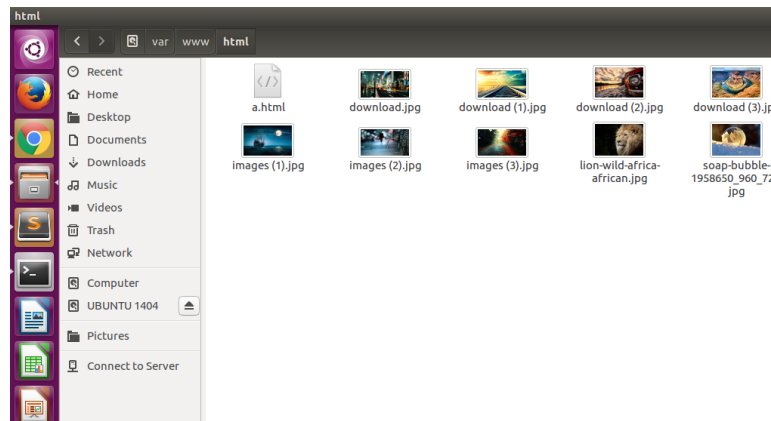 html
var www html
Recent
Home
Desktop
Documents
Downloads
Music
Videos
Trash
Network
Computer
UBUNTU 1404
Pictures
Connect to Server
a.html
download.jpg
download (1).jpg
download (2).jpg
download (3).jp
images (1).jpg
images (2).jpg
images (3).jpg
lion-wild-africa-
african.jpg
soap-bubble-
1958650_960_72
jpg